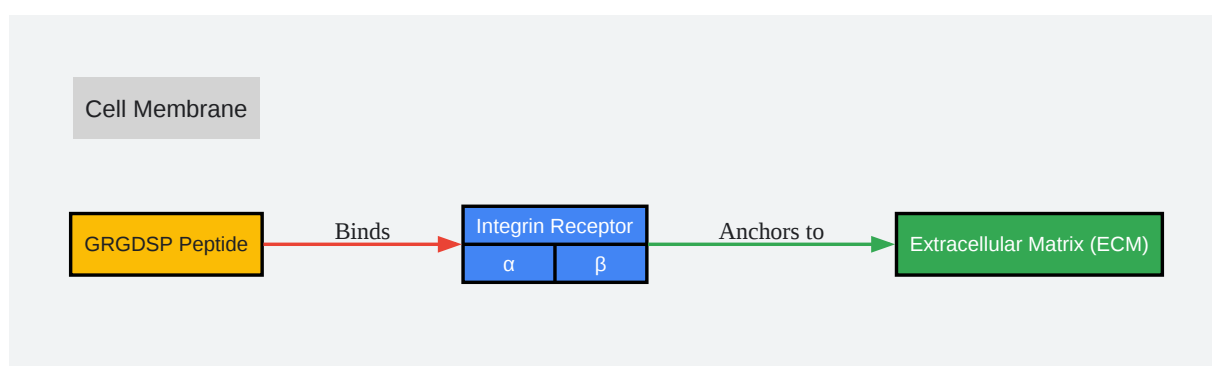 Cell Membrane
GRGDSP Peptide
Binds
Integrin Receptor
α
β
Anchors to
Extracellular Matrix (ECM)